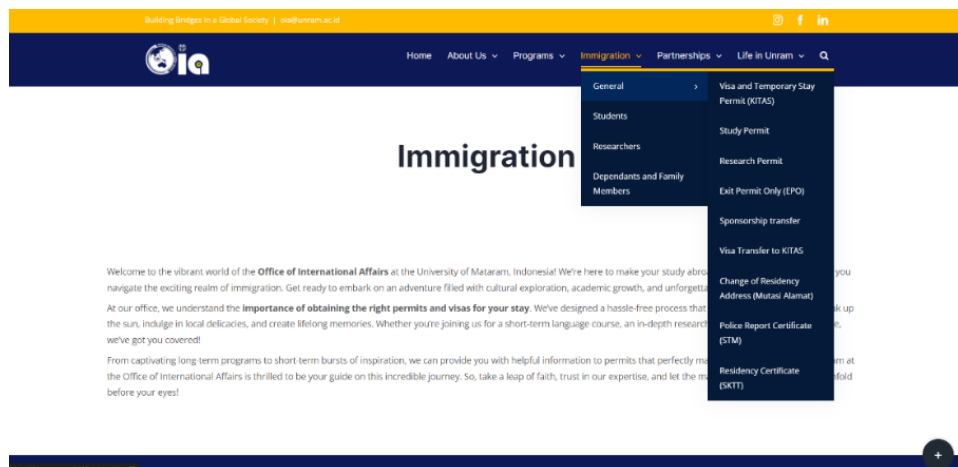 Building Bridges in a Global Society | oia@unram.ac.id
Oia
Home About Us Programs Immigration Partnerships Life in Unram
General
Students
Researchers
Dependants and Family
Members
Visa and Temporary Stay
Permit (KITAS)
Study Permit
Research Permit
Exit Permit Only (EPO)
Sponsorship transfer
Visa Transfer to KITAS
Change of Residency
Address (Mutasi Alamat)
Police Report Certificate
(STM)
Residency Certificate
(SKTT)
Immigration
Welcome to the vibrant world of the Office of International Affairs at the University of Mataram, Indonesia! We're here to make your study abro you
navigate the exciting realm of immigration. Get ready to embark on an adventure filled with cultural exploration, academic growth, and unforgetta
At our office, we understand the importance of obtaining the right permits and visas for your stay. We've designed a hassle-free process that k up
the sun, indulge in local delicacies, and create lifelong memories. Whether you're joining us for a short-term language course, an in-depth research e,
we've got you covered!
From captivating long-term programs to short-term bursts of inspiration, we can provide you with helpful information to permits that perfectly ma m at
the Office of International Affairs is thrilled to be your guide on this incredible journey. So, take a leap of faith, trust in our expertise, and let the m nfold
before your eyes!